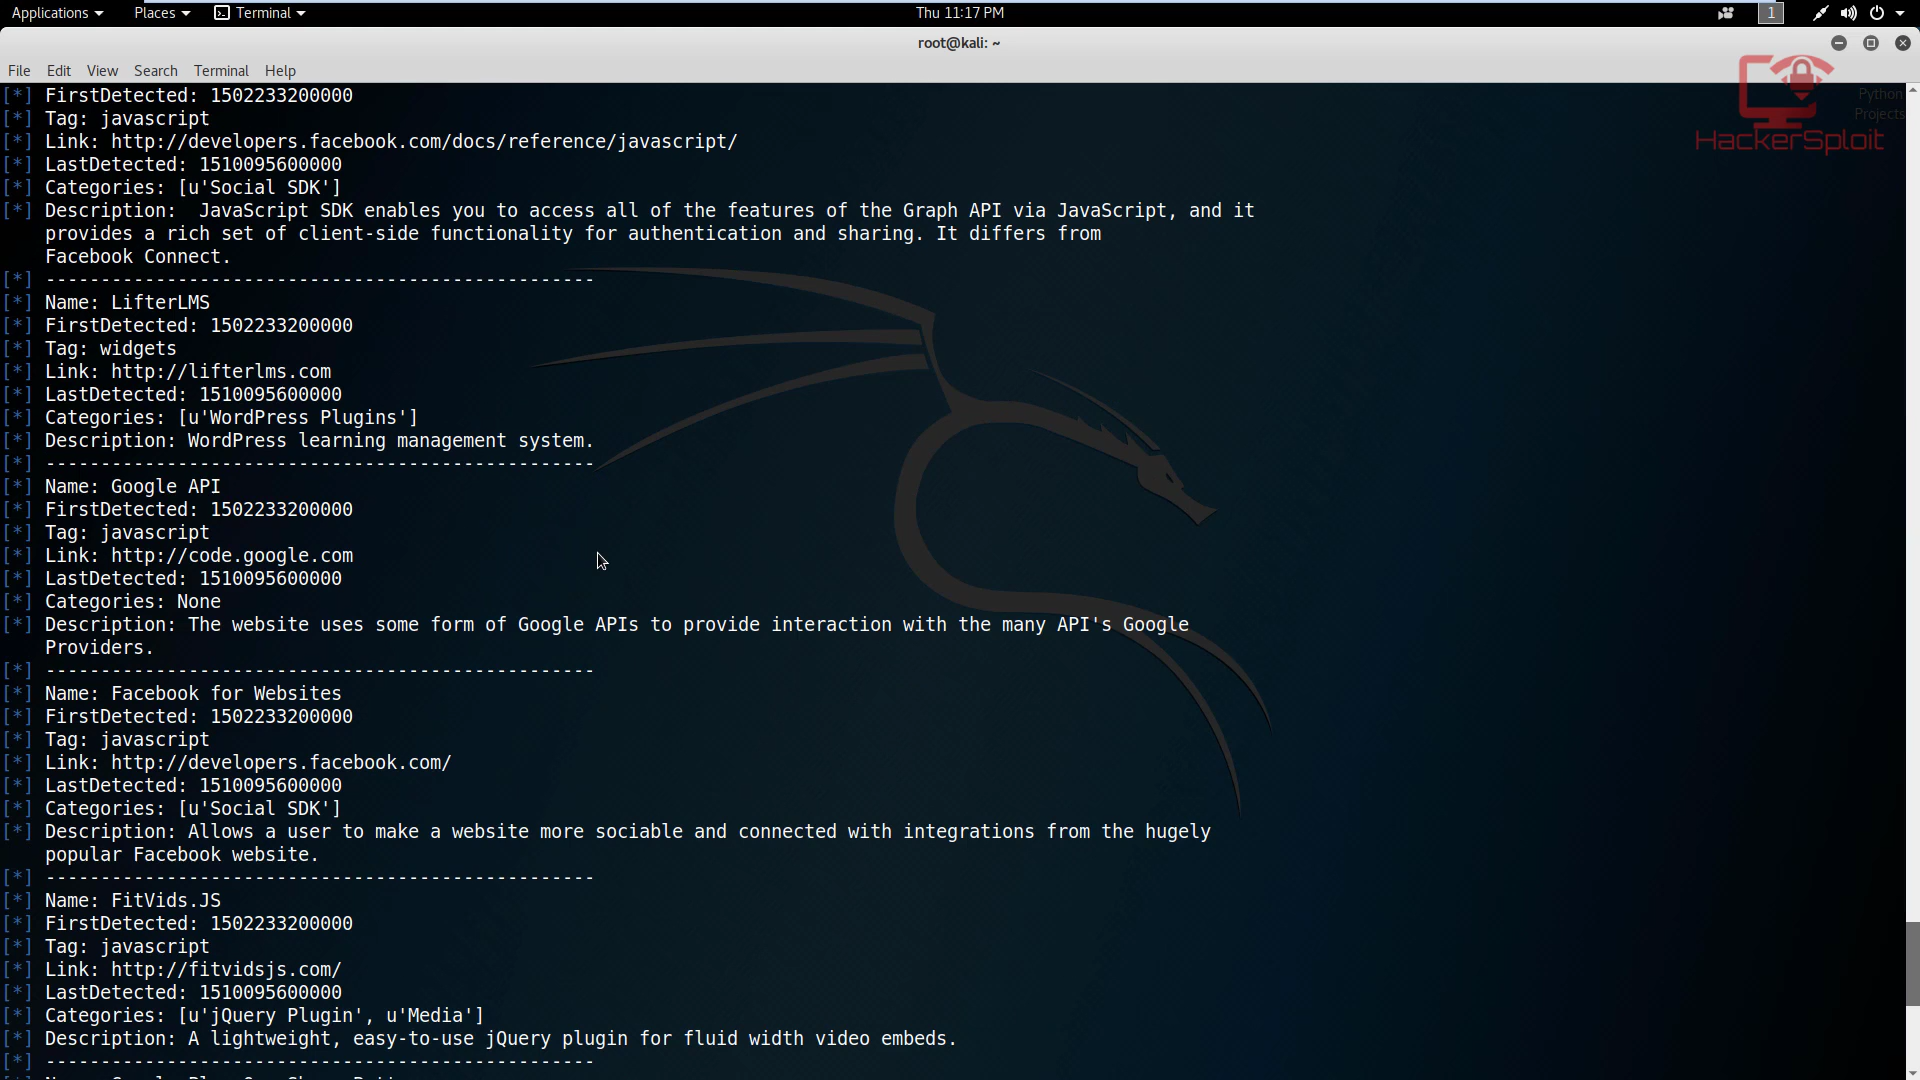 Applications Places Terminal Thu 11:17 PM 1
root@kali: ~
File Edit View Search Terminal Help
Python
Projects
HackerSploit
[*] FirstDetected: 1502233200000
[*] Tag: javascript
[*] Link: http://developers.facebook.com/docs/reference/javascript/
[*] LastDetected: 1510095600000
[*] Categories: [u'Social SDK']
[*] Description:  JavaScript SDK enables you to access all of the features of the Graph API via JavaScript, and it
provides a rich set of client-side functionality for authentication and sharing. It differs from
Facebook Connect.
[*] --------------------------------------------------
[*] Name: LifterLMS
[*] FirstDetected: 1502233200000
[*] Tag: widgets
[*] Link: http://lifterlms.com
[*] LastDetected: 1510095600000
[*] Categories: [u'WordPress Plugins']
[*] Description: WordPress learning management system.
[*] --------------------------------------------------
[*] Name: Google API
[*] FirstDetected: 1502233200000
[*] Tag: javascript
[*] Link: http://code.google.com
[*] LastDetected: 1510095600000
[*] Categories: None
[*] Description: The website uses some form of Google APIs to provide interaction with the many API's Google
Providers.
[*] --------------------------------------------------
[*] Name: Facebook for Websites
[*] FirstDetected: 1502233200000
[*] Tag: javascript
[*] Link: http://developers.facebook.com/
[*] LastDetected: 1510095600000
[*] Categories: [u'Social SDK']
[*] Description: Allows a user to make a website more sociable and connected with integrations from the hugely
popular Facebook website.
[*] --------------------------------------------------
[*] Name: FitVids.JS
[*] FirstDetected: 1502233200000
[*] Tag: javascript
[*] Link: http://fitvidsjs.com/
[*] LastDetected: 1510095600000
[*] Categories: [u'jQuery Plugin', u'Media']
[*] Description: A lightweight, easy-to-use jQuery plugin for fluid width video embeds.
[*] --------------------------------------------------